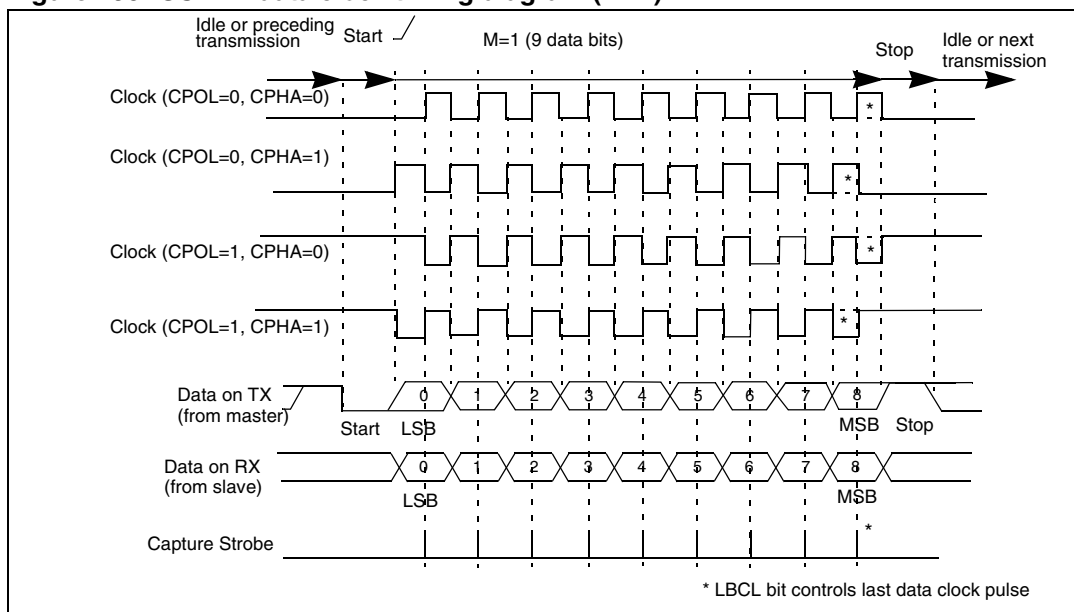 Idle or preceding
transmission
Start
M=1 (9 data bits)
Stop
Idle or next
transmission
Clock (CPOL=0, CPHA=0)
*
Clock (CPOL=0, CPHA=1)
*
Clock (CPOL=1, CPHA=0)
*
Clock (CPOL=1, CPHA=1)
*
Data on TX
(from master)
0 1 2 3 4 5 6 7 8
Start LSB MSB Stop
Data on RX
(from slave)
0 1 2 3 4 5 6 7 8
LSB MSB
Capture Strobe
*
* LBCL bit controls last data clock pulse